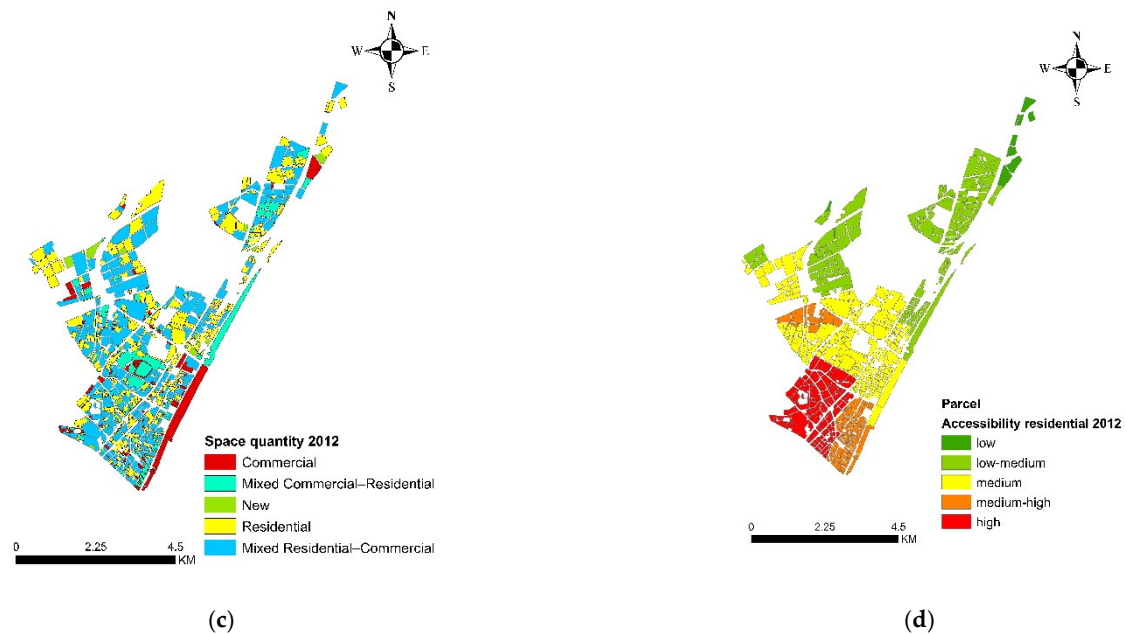 N
W E
S
Space quantity 2012
Commercial
Mixed Commercial–Residential
New
Residential
Mixed Residential–Commercial
0 2.25 4.5
KM
(c)
N
W E
S
Parcel
Accessibility residential 2012
low
low-medium
medium
medium-high
high
0 2.25 4.5
KM
(d)